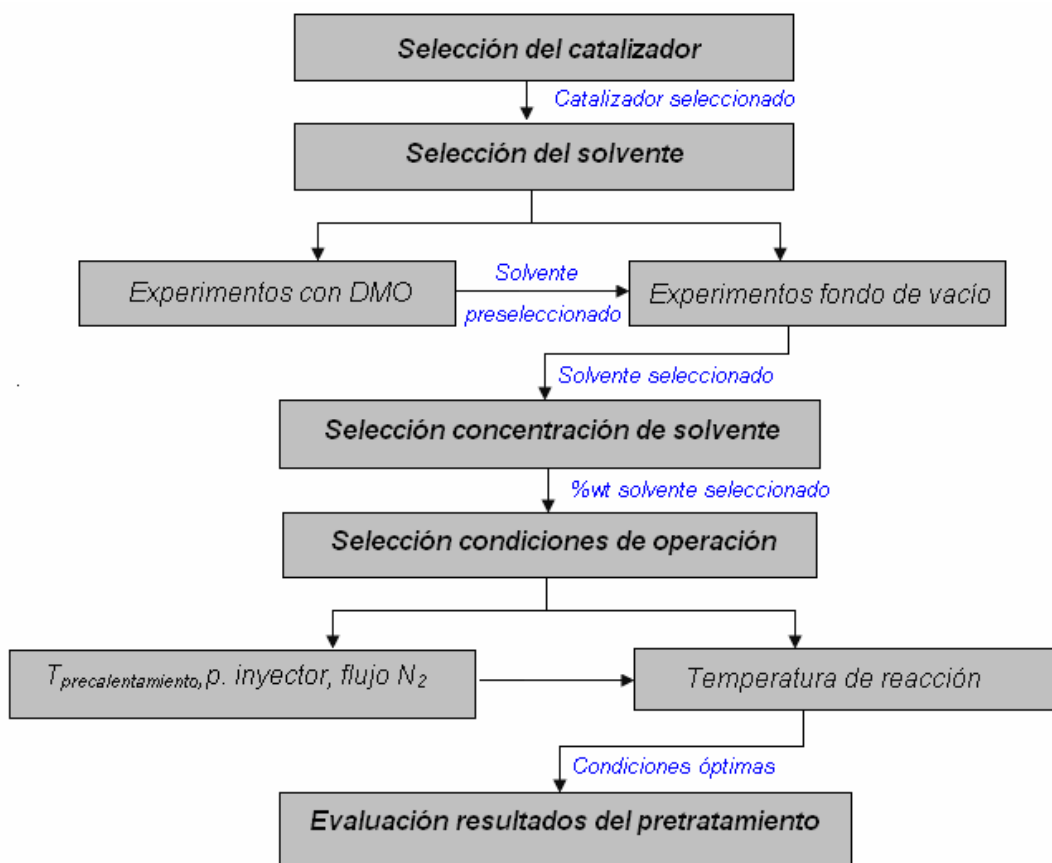 Selección del catalizador
Catalizador seleccionado
Selección del solvente
Experimentos con DMO
Solvente
preseleccionado
Experimentos fondo de vacío
Solvente seleccionado
Selección concentración de solvente
%wt solvente seleccionado
Selección condiciones de operación
Tprecalentamiento, p. inyector, flujo N2
Temperatura de reacción
Condiciones óptimas
Evaluación resultados del pretratamiento